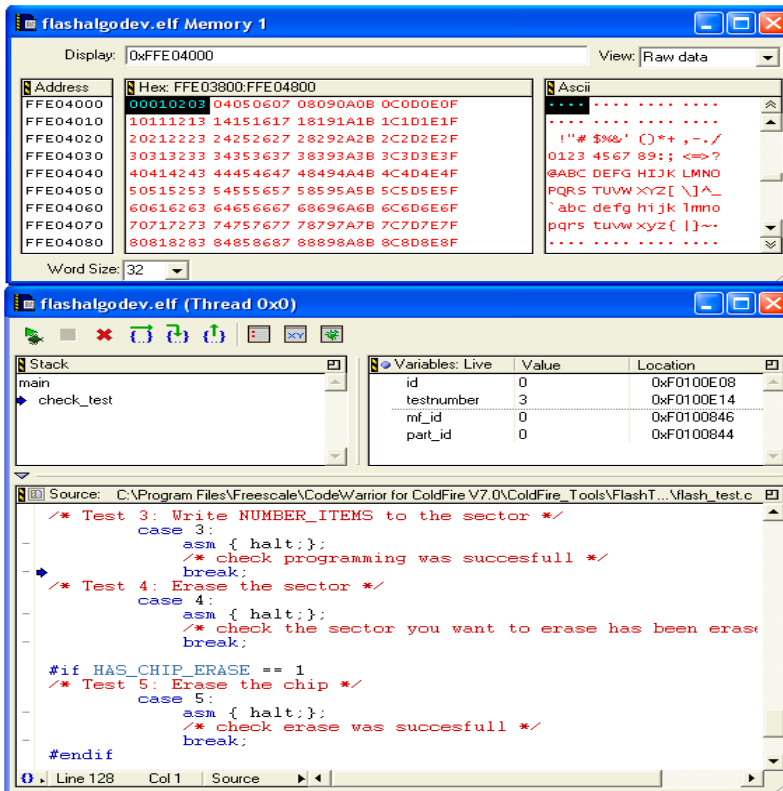 flashalgodev.elf Memory 1
Display: 0xFFE04000 View: Raw data
Address Hex: FFE03800:FFE04800 Ascii
FFE04000 00010203 04050607 08090A0B 0C0D0E0F .... .... .... ....
FFE04010 10111213 14151617 18191A1B 1C1D1E1F .... .... .... ....
FFE04020 20212223 24252627 28292A2B 2C2D2E2F !"# $%&' ()*+ ,-./
FFE04030 30313233 34353637 38393A3B 3C3D3E3F 0123 4567 89:; <=>?
FFE04040 40414243 44454647 48494A4B 4C4D4E4F @ABC DEFG HIJK LMNO
FFE04050 50515253 54555657 58595A5B 5C5D5E5F PQRS TUVW XYZ[ \]^_
FFE04060 60616263 64656667 68696A6B 6C6D6E6F `abc defg hijk lmno
FFE04070 70717273 74757677 78797A7B 7C7D7E7F pqrs tuvw xyz{ |}~.
FFE04080 80818283 84858687 88898A8B 8C8D8E8F .... .... .... ....
Word Size: 32
flashalgodev.elf (Thread 0x0)
Stack
main
check_test
Variables: Live Value Location
id 0 0xF0100E08
testnumber 3 0xF0100E14
mf_id 0 0xF0100846
part_id 0 0xF0100844
Source: C:\Program Files\Freescale\CodeWarrior for ColdFire V7.0\ColdFire_Tools\FlashT...\flash_test.c
/* Test 3: Write NUMBER_ITEMS to the sector */
case 3:
asm { halt;};
/* check programming was succesfull */
break;
/* Test 4: Erase the sector */
case 4:
asm { halt;};
/* check the sector you want to erase has been erase
break;
#if HAS_CHIP_ERASE == 1
/* Test 5: Erase the chip */
case 5:
asm { halt;};
/* check erase was succesfull */
break;
#endif
Line 128 Col 1 Source